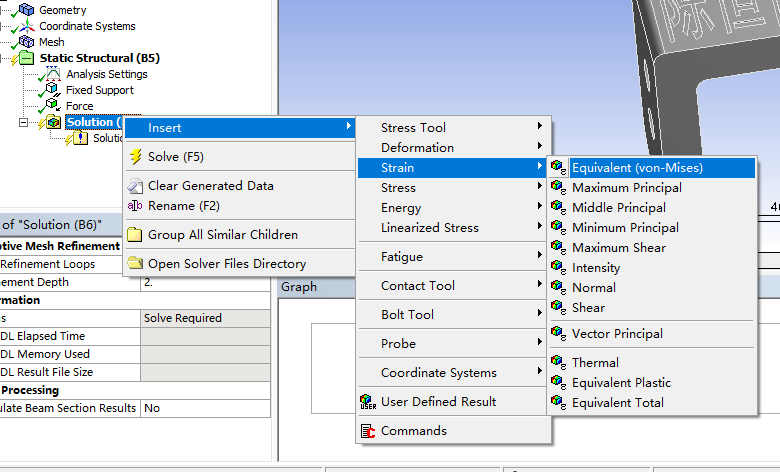 Geometry
Coordinate Systems
Mesh
Static Structural (B5)
Analysis Settings
Fixed Support
Force
Solution (
Solutio
Insert
Solve (F5)
Clear Generated Data
Rename (F2)
Group All Similar Children
Open Solver Files Directory
Stress Tool
Deformation
Strain
Stress
Energy
Linearized Stress
Fatigue
Contact Tool
Bolt Tool
Probe
Coordinate Systems
User Defined Result
Commands
Equivalent (von-Mises)
Maximum Principal
Middle Principal
Minimum Principal
Maximum Shear
Intensity
Normal
Shear
Vector Principal
Thermal
Equivalent Plastic
Equivalent Total
of "Solution (B6)"
ptive Mesh Refinement
Refinement Loops
nement Depth 2.
rmation
s Solve Required
DL Elapsed Time
DL Memory Used
DL Result File Size
Processing
ulate Beam Section Results No
Graph